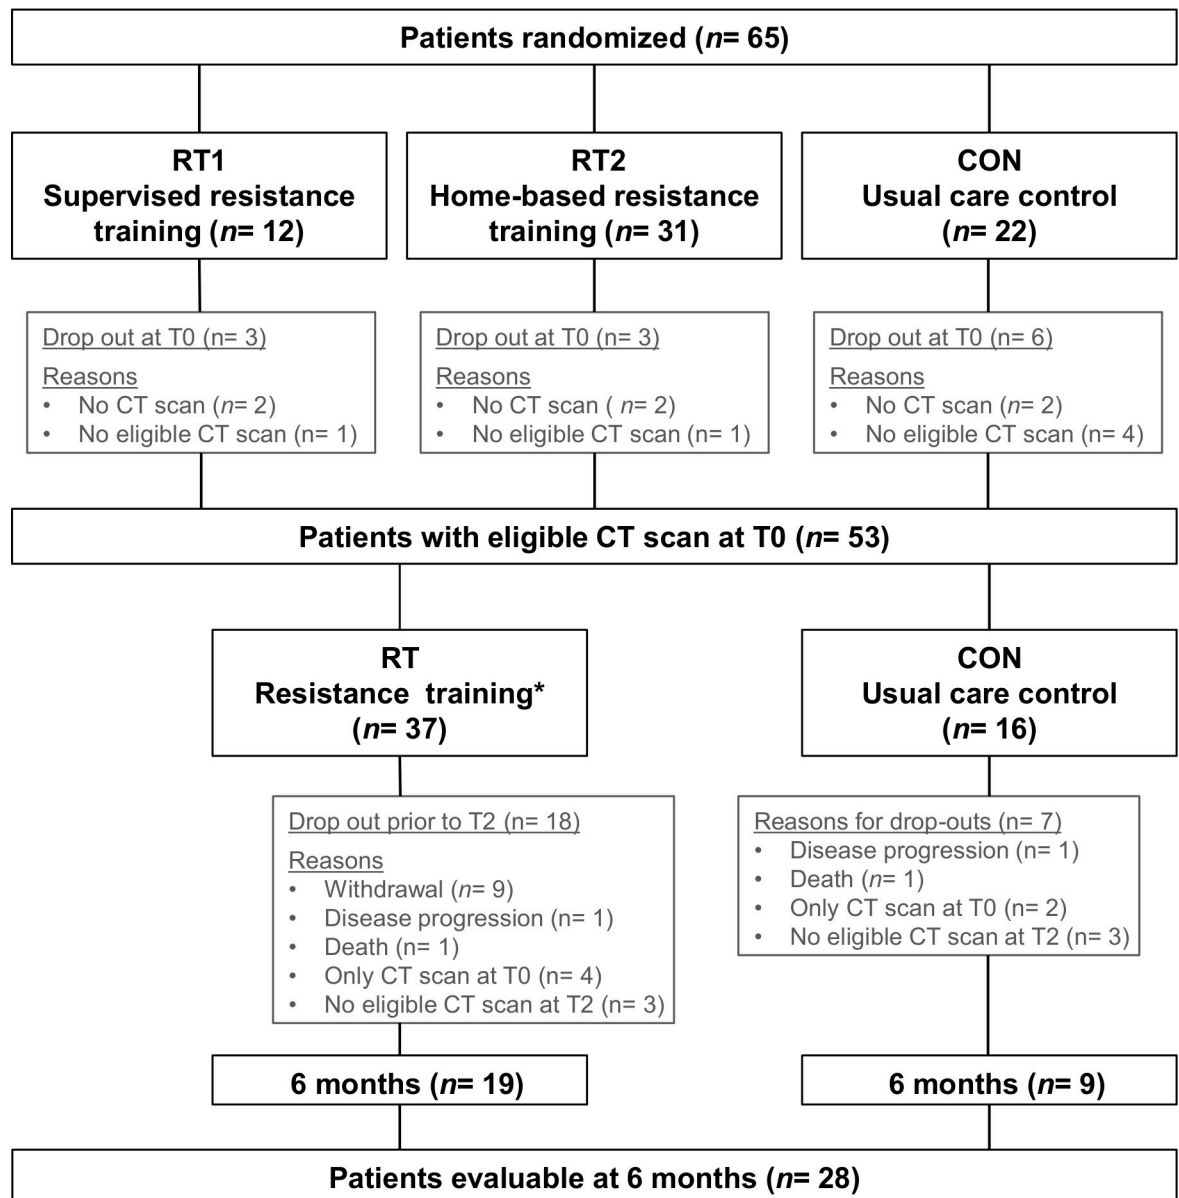 Patients randomized (n= 65)
RT1
Supervised resistance
training (n= 12)
RT2
Home-based resistance
training (n= 31)
CON
Usual care control
(n= 22)
Drop out at T0 (n= 3)
Reasons
• No CT scan (n= 2)
• No eligible CT scan (n= 1)
Drop out at T0 (n= 3)
Reasons
• No CT scan ( n= 2)
• No eligible CT scan (n= 1)
Drop out at T0 (n= 6)
Reasons
• No CT scan (n= 2)
• No eligible CT scan (n= 4)
Patients with eligible CT scan at T0 (n= 53)
RT
Resistance  training*
(n= 37)
CON
Usual care control
(n= 16)
Drop out prior to T2 (n= 18)
Reasons
• Withdrawal (n= 9)
• Disease progression (n= 1)
• Death (n= 1)
• Only CT scan at T0 (n= 4)
• No eligible CT scan at T2 (n= 3)
Reasons for drop-outs (n= 7)
• Disease progression (n= 1)
• Death (n= 1)
• Only CT scan at T0 (n= 2)
• No eligible CT scan at T2 (n= 3)
6 months (n= 19)
6 months (n= 9)
Patients evaluable at 6 months (n= 28)